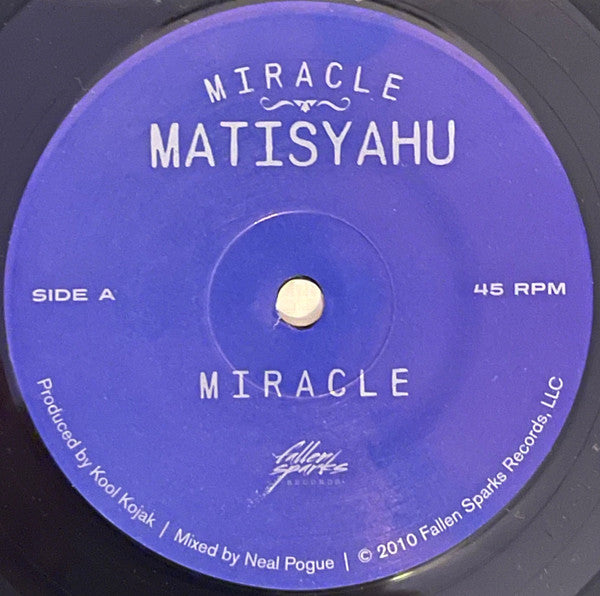 MIRACLE
MATISYAHU
SIDE A
45 RPM
MIRACLE
fallen
sparks
RECORDS
Produced by Kool Kojak | Mixed by Neal Pogue | © 2010 Fallen Sparks Records, LLC